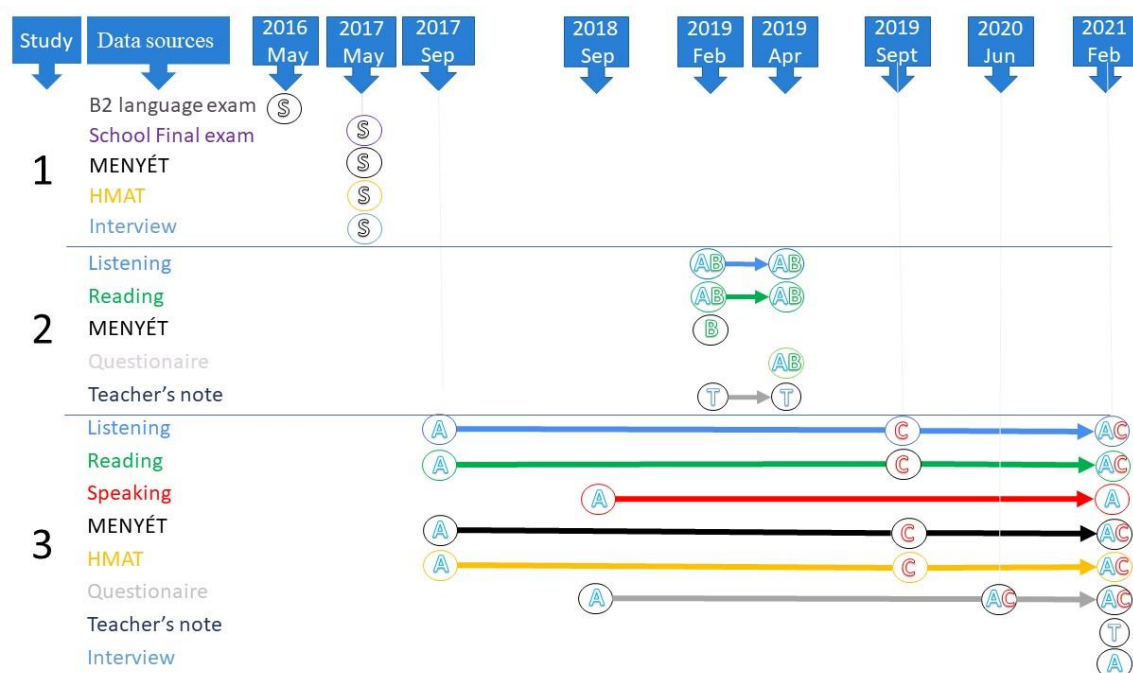 Study Data sources 2016 May 2017 May 2017 Sep 2018 Sep 2019 Feb 2019 Apr 2019 Sept 2020 Jun 2021 Feb
1
B2 language exam S
School Final exam S
MENYÉT S
HMAT S
Interview S
2
Listening AB AB
Reading AB AB
MENYÉT B
Questionaire AB
Teacher's note T T
3
Listening A C AC
Reading A C AC
Speaking A A
MENYÉT A C AC
HMAT A C AC
Questionaire A AC AC
Teacher's note T
Interview A